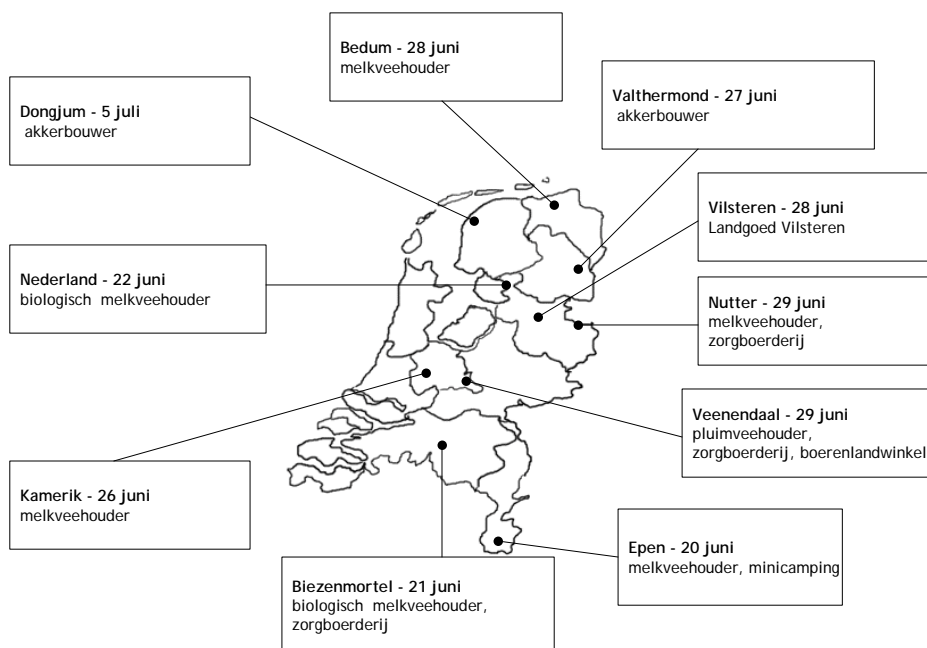 Bedum - 28 juni
melkveehouder
Dongjum - 5 juli
akkerbouwer
Valthermond - 27 juni
akkerbouwer
Vilsteren - 28 juni
Landgoed Vilsteren
Nederland - 22 juni
biologisch melkveehouder
Nutter - 29 juni
melkveehouder,
zorgboerderij
Veenendaal - 29 juni
pluimveehouder,
zorgboerderij, boerenlandwinkel
Kamerik - 26 juni
melkveehouder
Epen - 20 juni
melkveehouder, minicamping
Biezenmortel - 21 juni
biologisch melkveehouder,
zorgboerderij